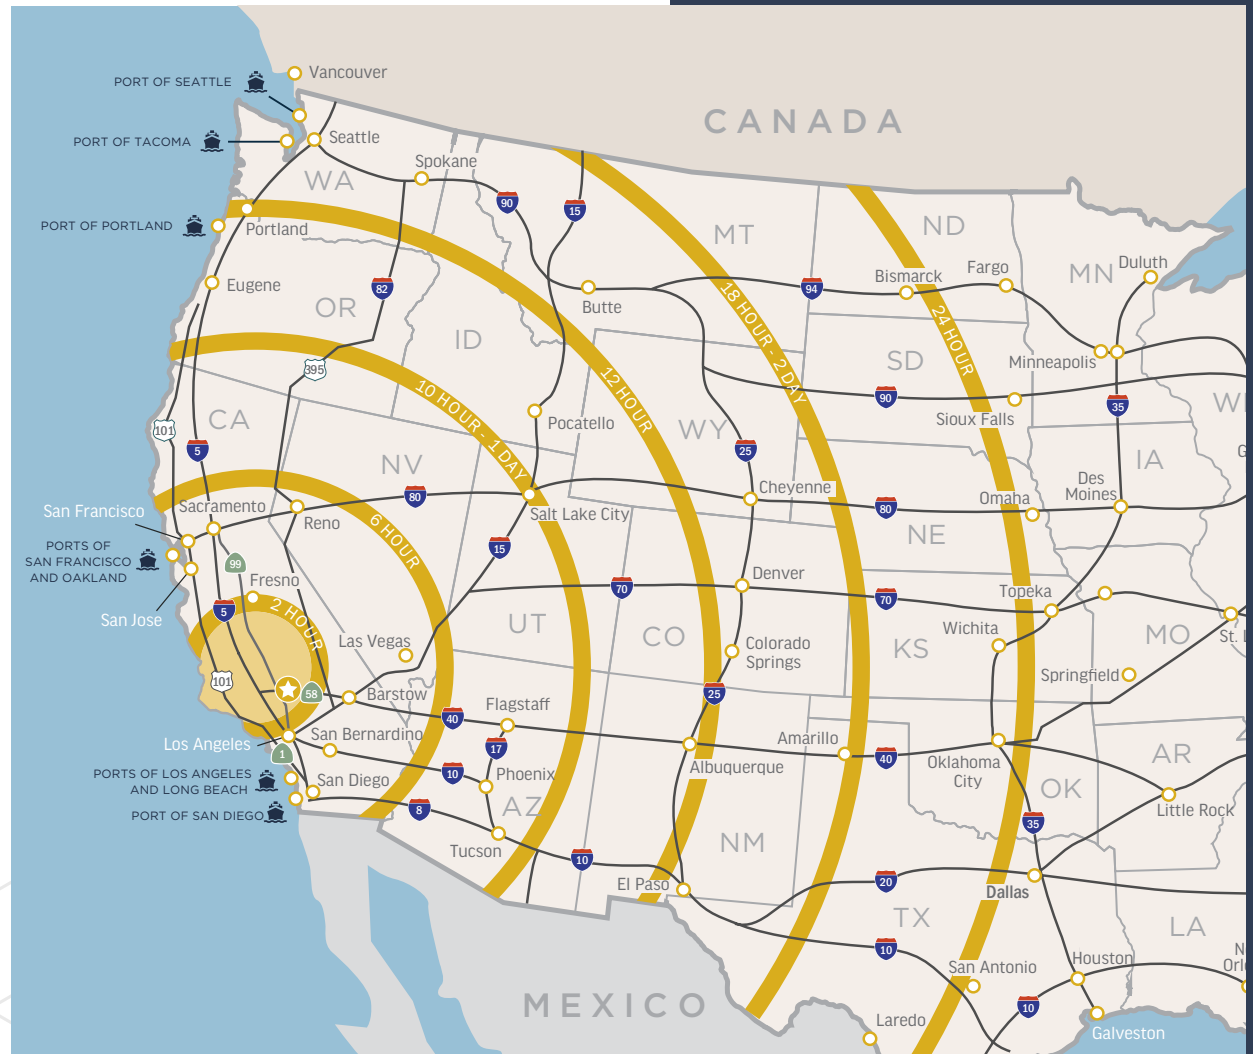 Vancouver
PORT OF SEATTLE
CANADA
PORT OF TACOMA
Seattle
Spokane
WA
90
15
PORT OF PORTLAND
Portland
MT
ND
Eugene
82
OR
Butte
94
Bismarck
Fargo
MN
Duluth
18 HOUR - 2 DAY
24 HOUR
ID
395
10 HOUR - 1 DAY
12 HOUR
SD
Minneapolis
90
Sioux Falls
35
WI
101
CA
5
Pocatello
WY
25
NV
80
IA
San Francisco
Sacramento
Reno
6 HOUR
Salt Lake City
Cheyenne
80
Omaha
Des
Moines
NE
PORTS OF
SAN FRANCISCO
AND OAKLAND
99
15
Fresno
2 HOUR
5
70
Denver
70
Topeka
San Jose
Las Vegas
UT
CO
Colorado
Springs
KS
Wichita
MO
St. L
101
58
Barstow
Springfield
25
Los Angeles
San Bernardino
40
Flagstaff
17
Amarillo
40
Albuquerque
Oklahoma
City
AR
1
PORTS OF LOS ANGELES
AND LONG BEACH
San Diego
10
Phoenix
PORT OF SAN DIEGO
8
AZ
OK
Little Rock
35
Tucson
10
NM
El Paso
20
Dallas
TX
LA
10
San Antonio
Houston
N
Orl
MEXICO
10
Laredo
Galveston